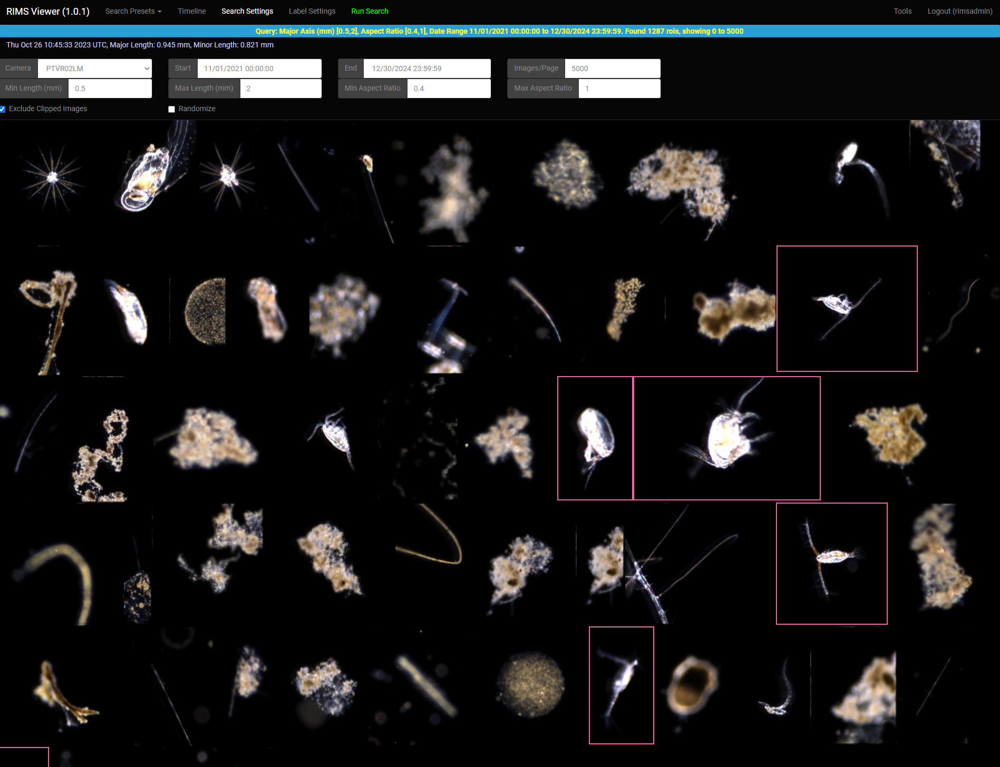 RIMS Viewer (1.0.1) Search Presets Timeline Search Settings Label Settings Run Search Tools Logout (rimsadmin)
Query: Major Axis (mm) [0.5,2], Aspect Ratio [0.4,1], Date Range 11/01/2021 00:00:00 to 12/30/2024 23:59:59. Found 1287 rois, showing 0 to 5000
Thu Oct 26 10:45:33 2023 UTC, Major Length: 0.945 mm, Minor Length: 0.821 mm
Camera PTVR02LM Start 11/01/2021 00:00:00 End 12/30/2024 23:59:59 Images/Page 5000
Min Length (mm) 0.5 Max Length (mm) 2 Min Aspect Ratio 0.4 Max Aspect Ratio 1
Exclude Clipped Images Randomize